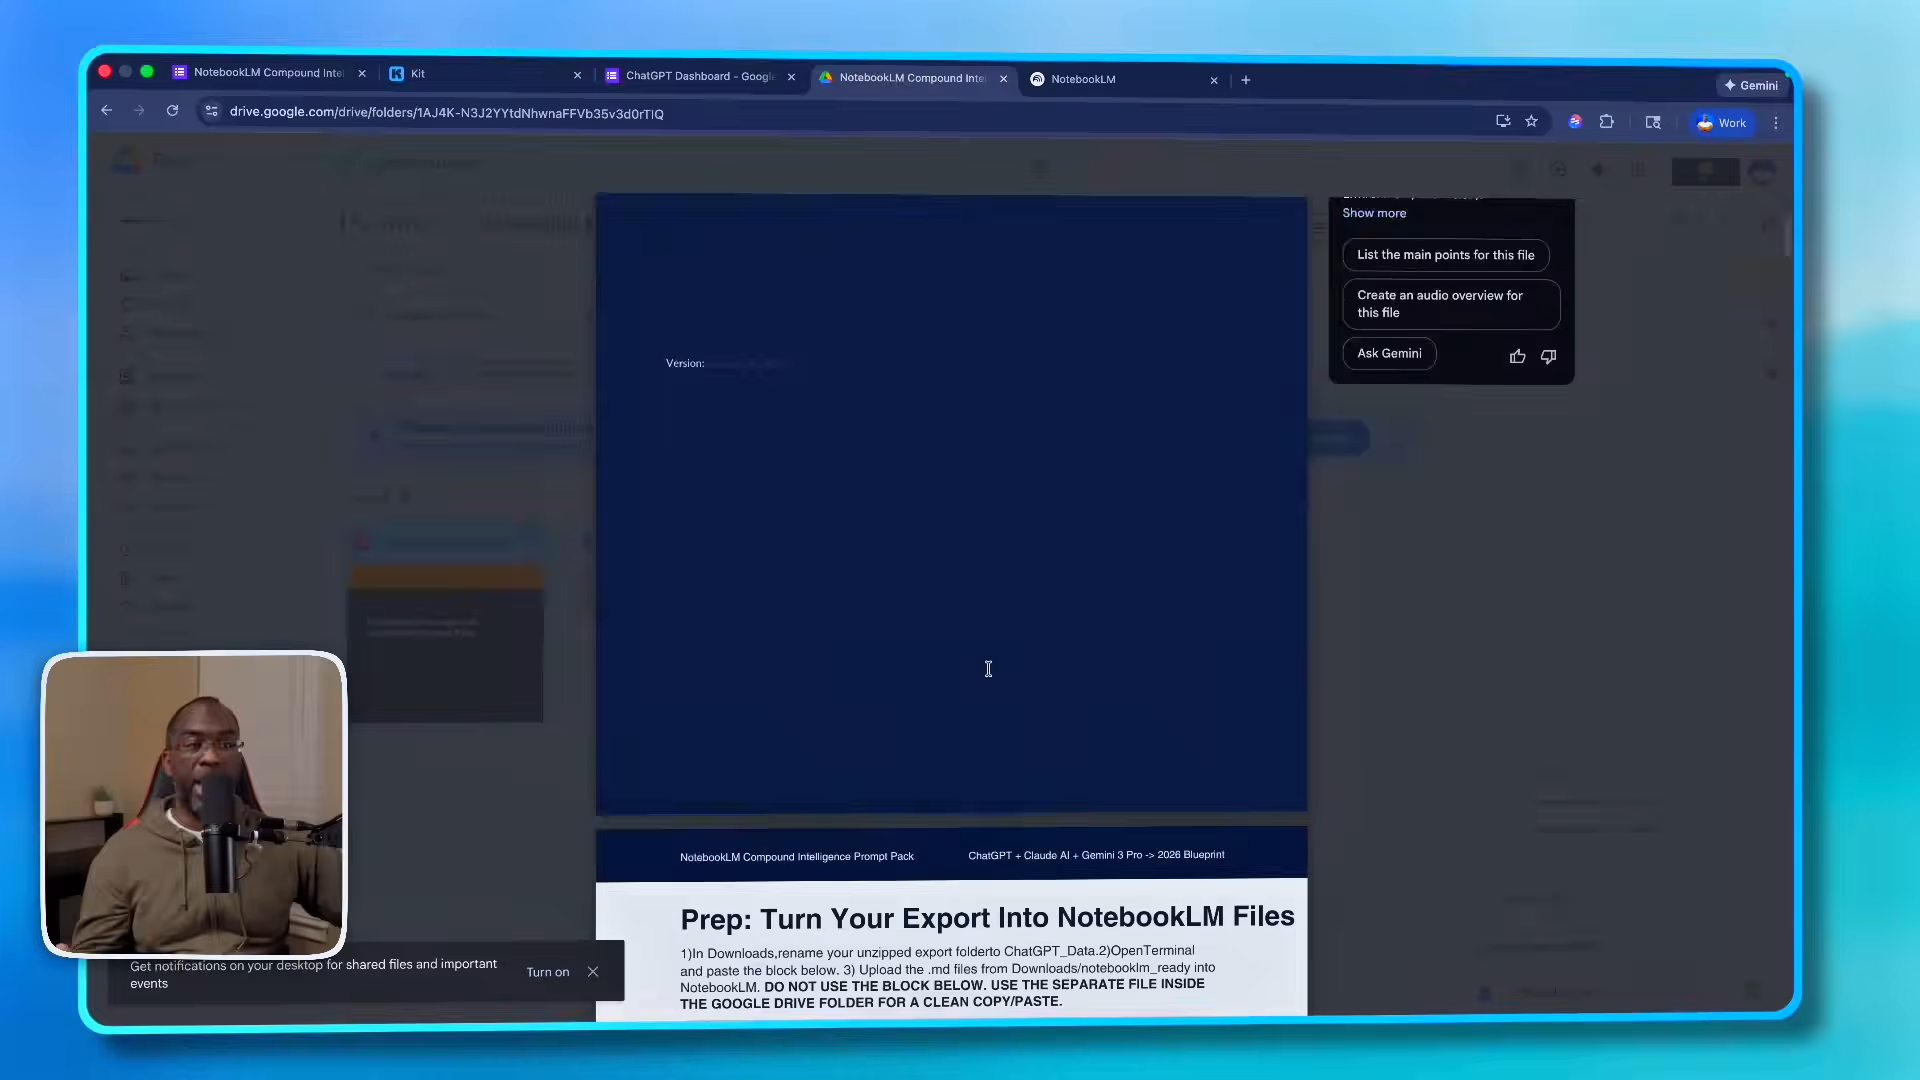 NotebookLM Compound Inte
Kit
ChatGPT Dashboard - Google
NotebookLM Compound Inte
NotebookLM
Gemini
drive.google.com/drive/folders/1AJ4K-N3J2YYtdNhwnaFFVb35v3d0rTIQ
Work
Show more
List the main points for this file
Create an audio overview for
this file
Ask Gemini
Version:
NotebookLM Compound Intelligence Prompt Pack
ChatGPT + Claude AI + Gemini 3 Pro -> 2026 Blueprint
Prep: Turn Your Export Into NotebookLM Files
1)In Downloads,rename your unzipped export folderto ChatGPT_Data.2)OpenTerminal
and paste the block below. 3) Upload the .md files from Downloads/notebooklm_ready into
NotebookLM. DO NOT USE THE BLOCK BELOW. USE THE SEPARATE FILE INSIDE
THE GOOGLE DRIVE FOLDER FOR A CLEAN COPY/PASTE.
Get notifications on your desktop for shared files and important
events
Turn on